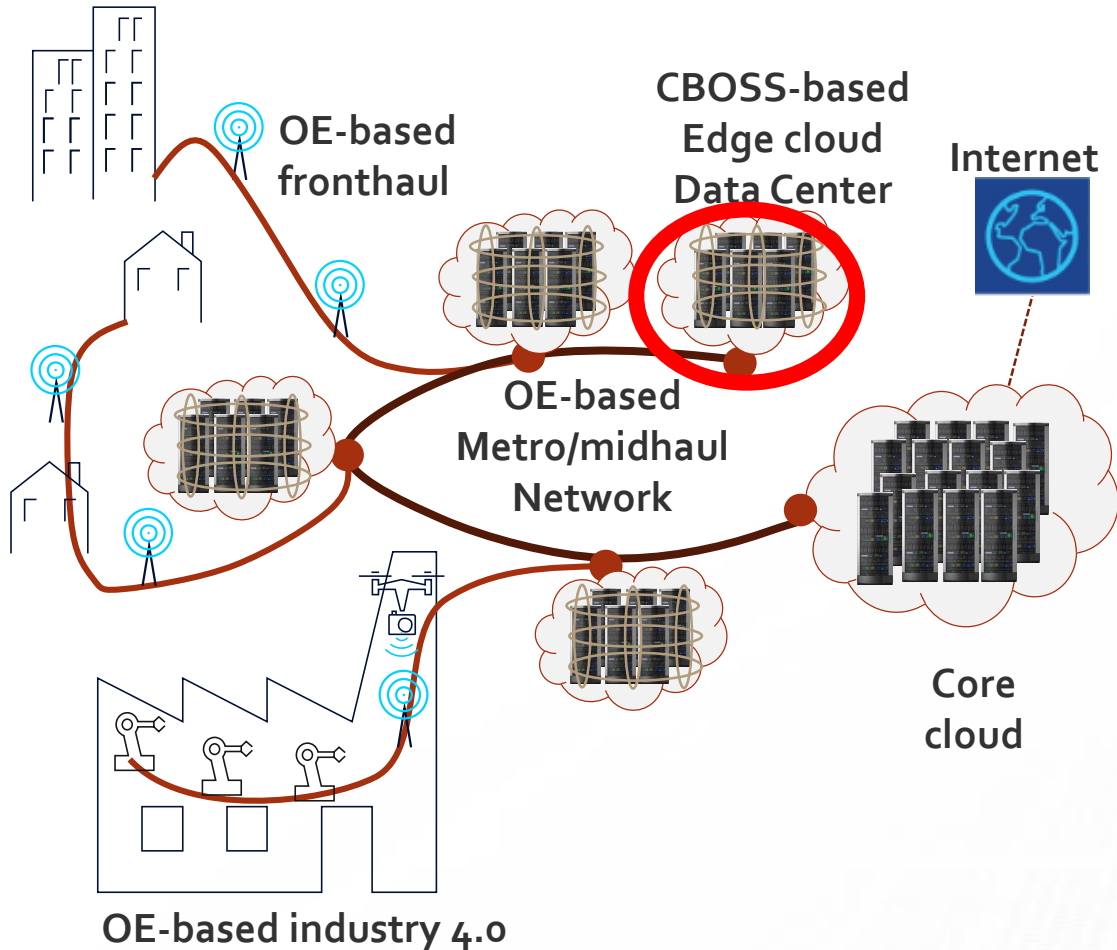 OE-based
fronthaul
CBOSS-based
Edge cloud
Data Center
Internet
OE-based
Metro/midhaul
Network
Core
cloud
OE-based industry 4.0